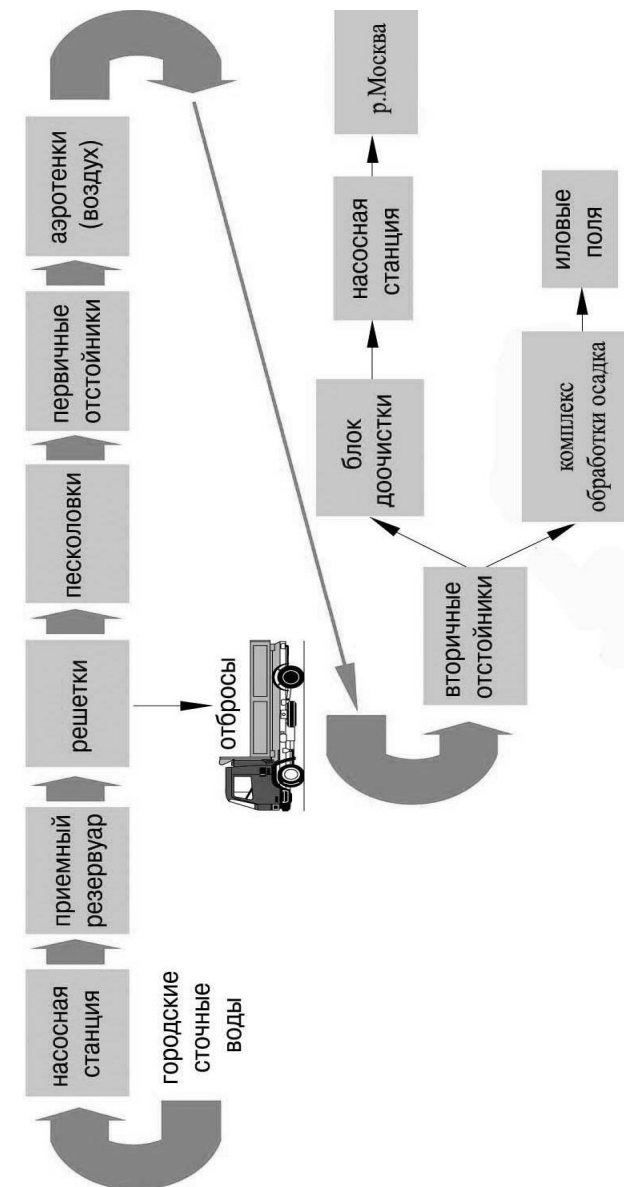 городские
сточные
воды
насосная
станция
приемный
резервуар
решетки
отбросы
песколовки
первичные
отстойники
аэротенки
(воздух)
вторичные
отстойники
блок
доочистки
насосная
станция
р.Москва
комплекс
обработки осадка
иловые
поля